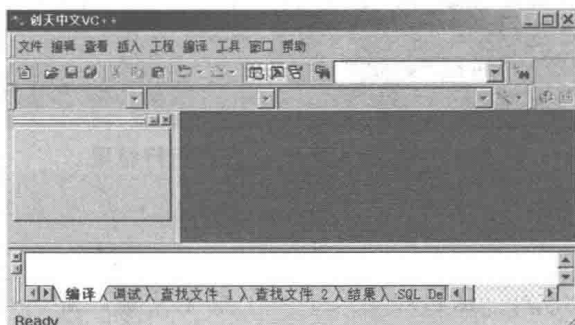 创天中文VC++
文件 编辑 查看 插入 工程 编译 工具 窗口 帮助
编译 调试 查找文件 1 查找文件 2 结果 SQL De
Ready